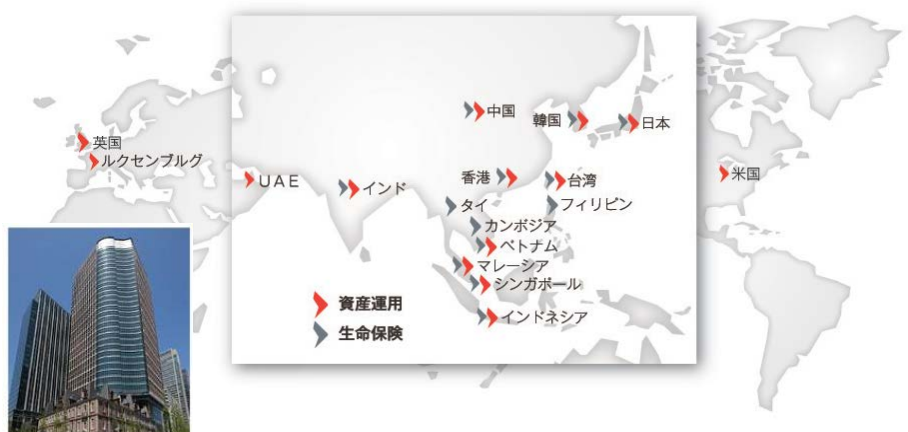 英国
ルクセンブルグ
UAE
インド
中国
韓国
日本
香港
台湾
タイ
フィリピン
カンボジア
ベトナム
マレーシア
シンガポール
インドネシア
米国
資産運用
生命保険